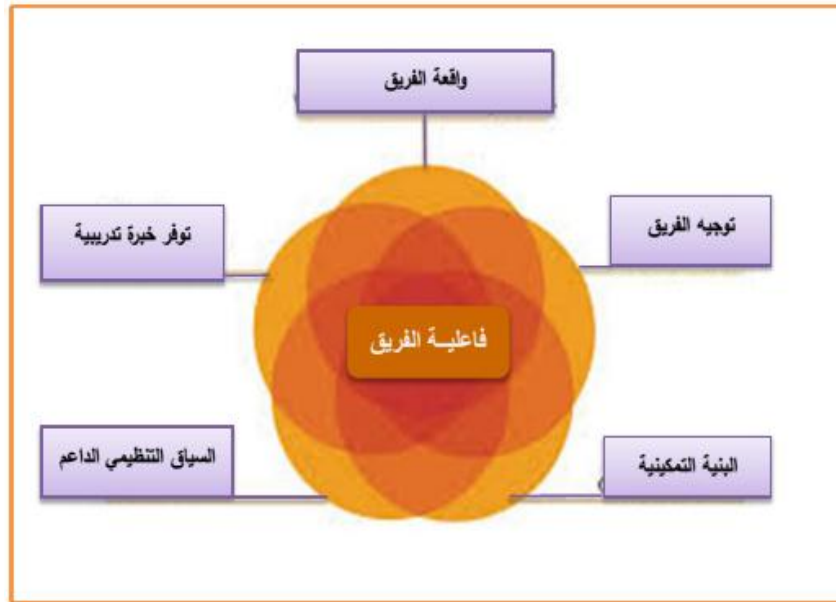 واقعة الفريق
توجيه الفريق
توفر خبرة تدريبية
فاعليــة الفريق
البنية التمكينية
السياق التنظيمي الداعم